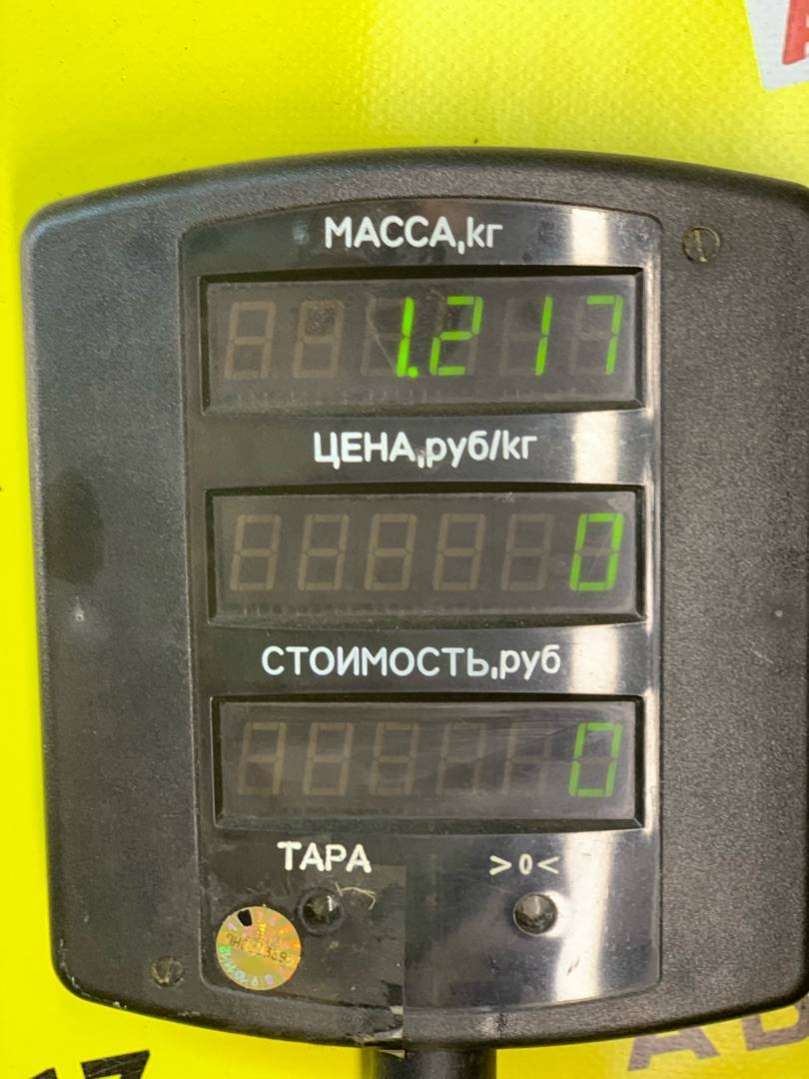 МАССА,кг
1.217
ЦЕНА,руб/кг
0
СТОИМОСТЬ,руб
0
ТАРА >0<